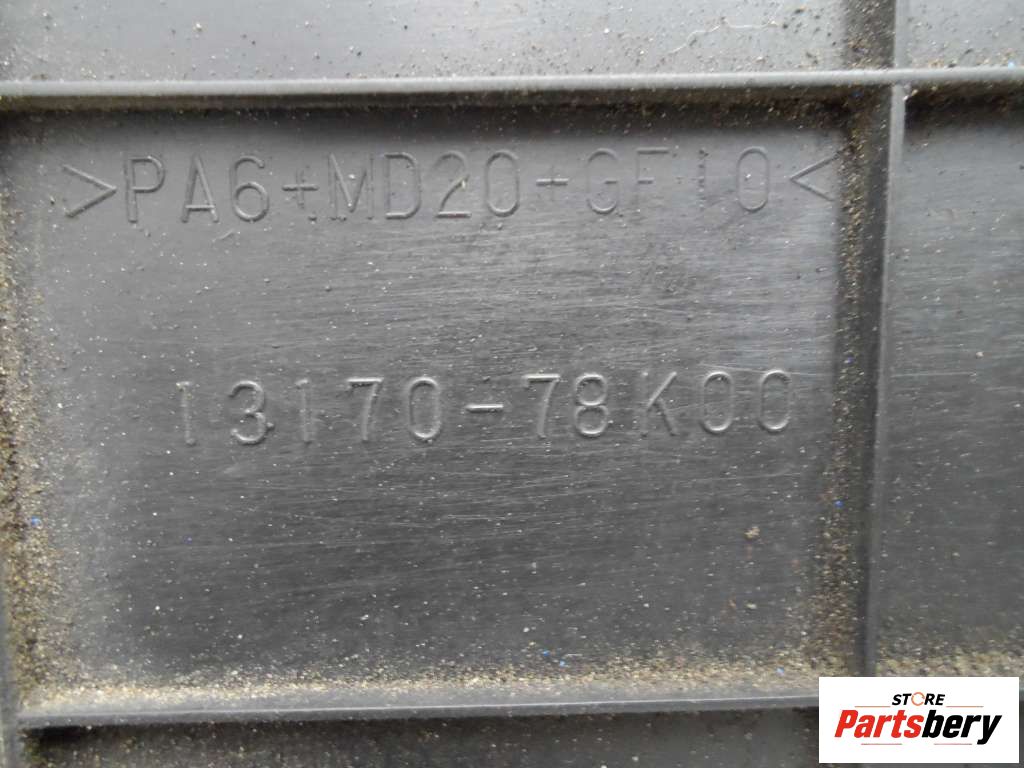 >PA6+MD20+GF10<
13170-78K00
STORE
Partsbery